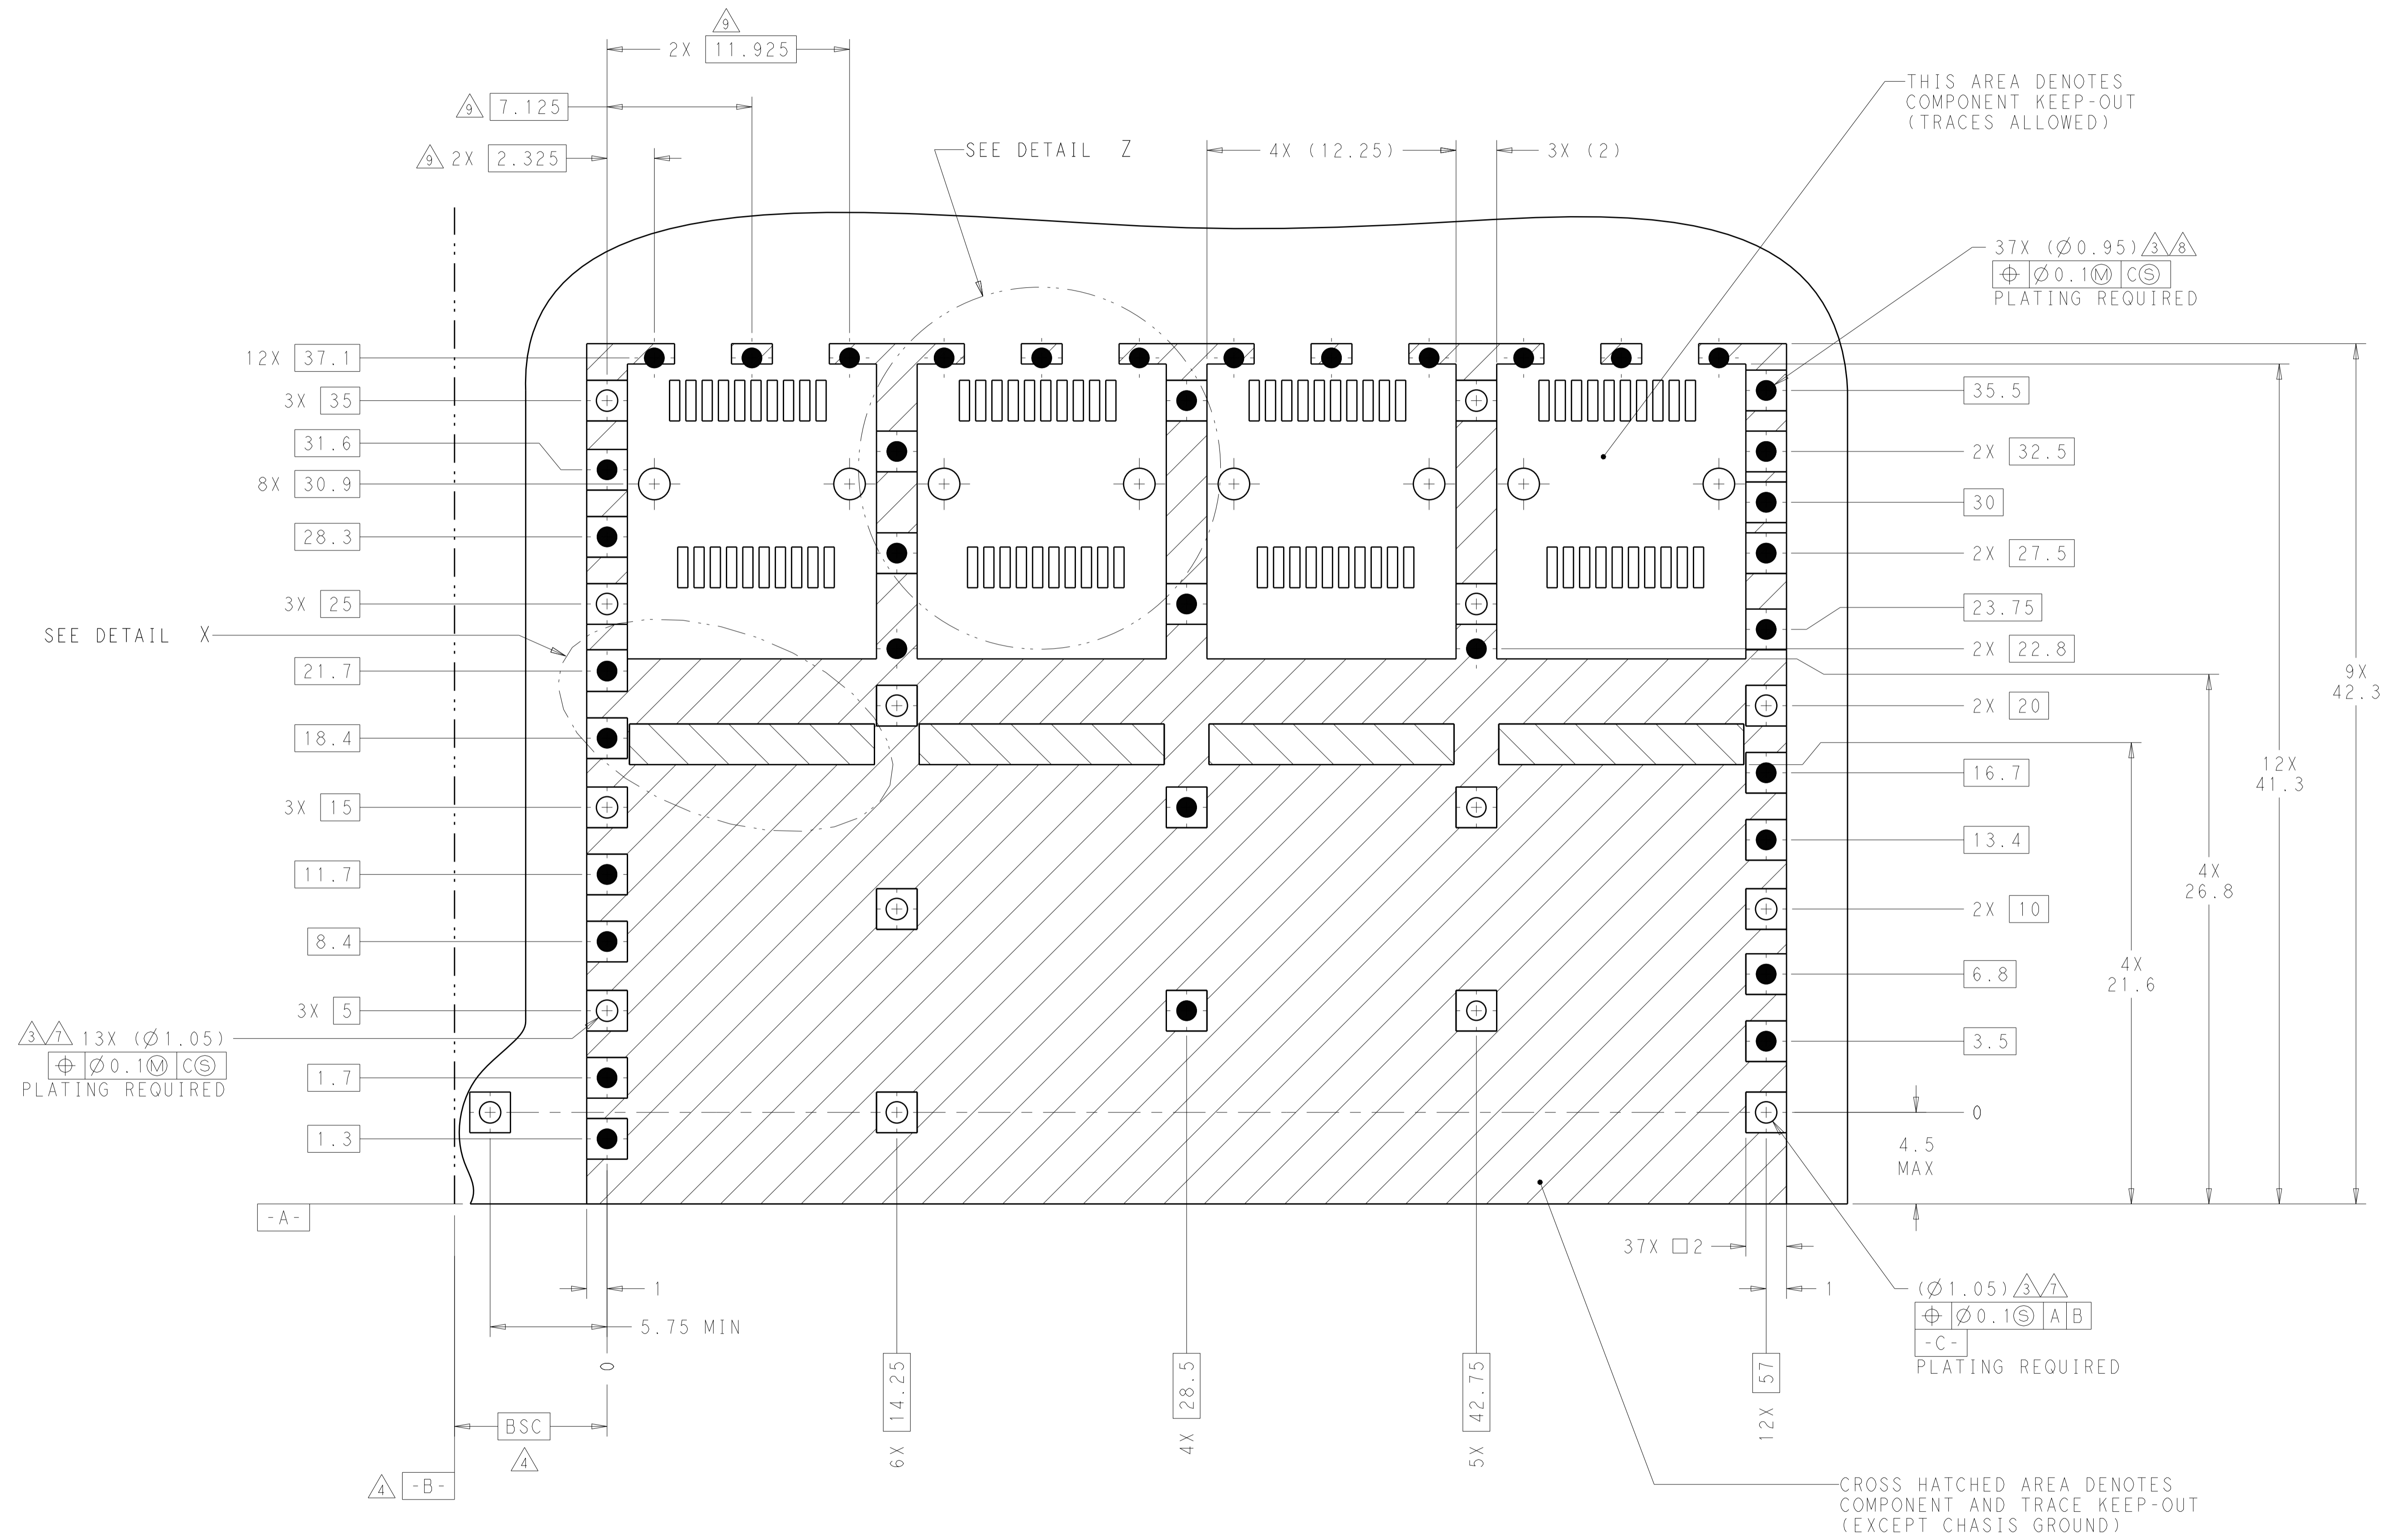 9
2X 11.925
9 7.125
9 2X 2.325
SEE DETAIL Z
4X (12.25)
3X (2)
THIS AREA DENOTES
COMPONENT KEEP-OUT
(TRACES ALLOWED)
37X (Ø0.95) 3 8
⌖ Ø0.1Ⓜ CⓈ
PLATING REQUIRED
12X 37.1
3X 35
31.6
8X 30.9
28.3
3X 25
SEE DETAIL X
21.7
18.4
3X 15
11.7
8.4
3X 5
3 7 13X (Ø1.05)
⌖ Ø0.1Ⓜ CⓈ
PLATING REQUIRED
1.7
1.3
-A-
35.5
2X 32.5
30
2X 27.5
23.75
2X 22.8
2X 20
16.7
13.4
2X 10
6.8
3.5
0
4.5
MAX
9X
42.3
12X
41.3
4X
26.8
4X
21.6
37X □2
1
1
5.75 MIN
0
BSC
4
4 -B-
6X 14.25
4X 28.5
5X 42.75
12X 57
(Ø1.05) 3 7
⌖ Ø0.1Ⓢ A B
-C-
PLATING REQUIRED
CROSS HATCHED AREA DENOTES
COMPONENT AND TRACE KEEP-OUT
(EXCEPT CHASIS GROUND)